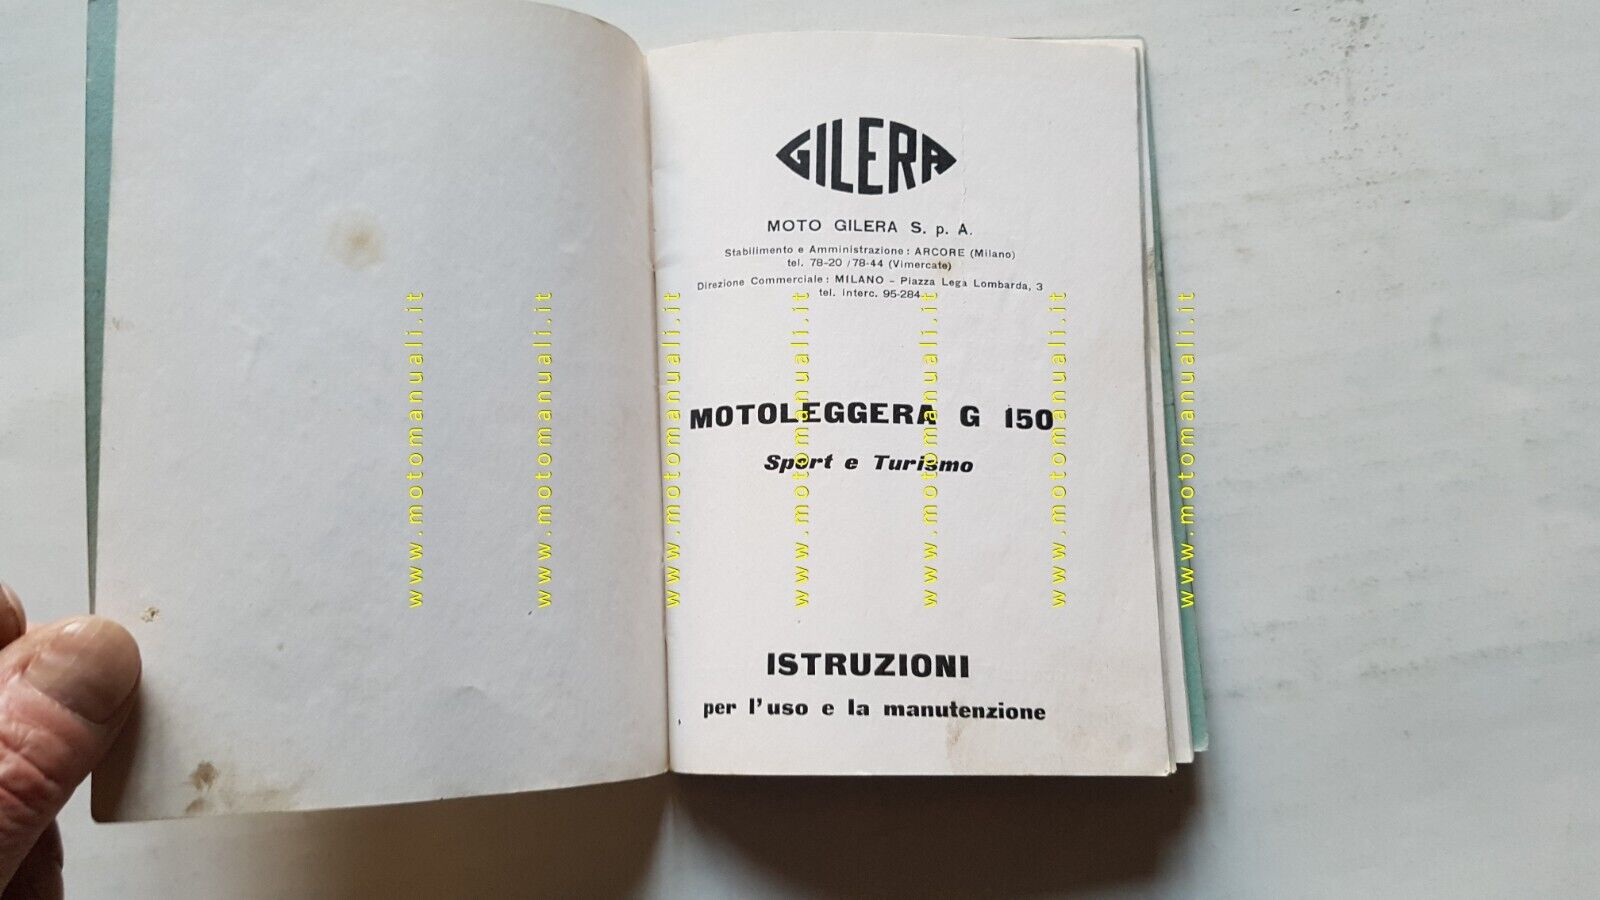 GILERA
MOTO GILERA S. p. A.
Stabilimento e Amministrazione : ARCORE (Milano)
tel. 78-20 / 78-44 (Vimercate)
Direzione Commerciale : MILANO - Piazza Lega Lombarda, 3
tel. interc. 95-284
MOTOLEGGERA G 150
Sport e Turismo
ISTRUZIONI
per l'uso e la manutenzione
www.motomanuali.it
www.motomanuali.it
www.motomanuali.it
www.motomanuali.it
www.motomanuali.it
www.motomanuali.it
www.motomanuali.it